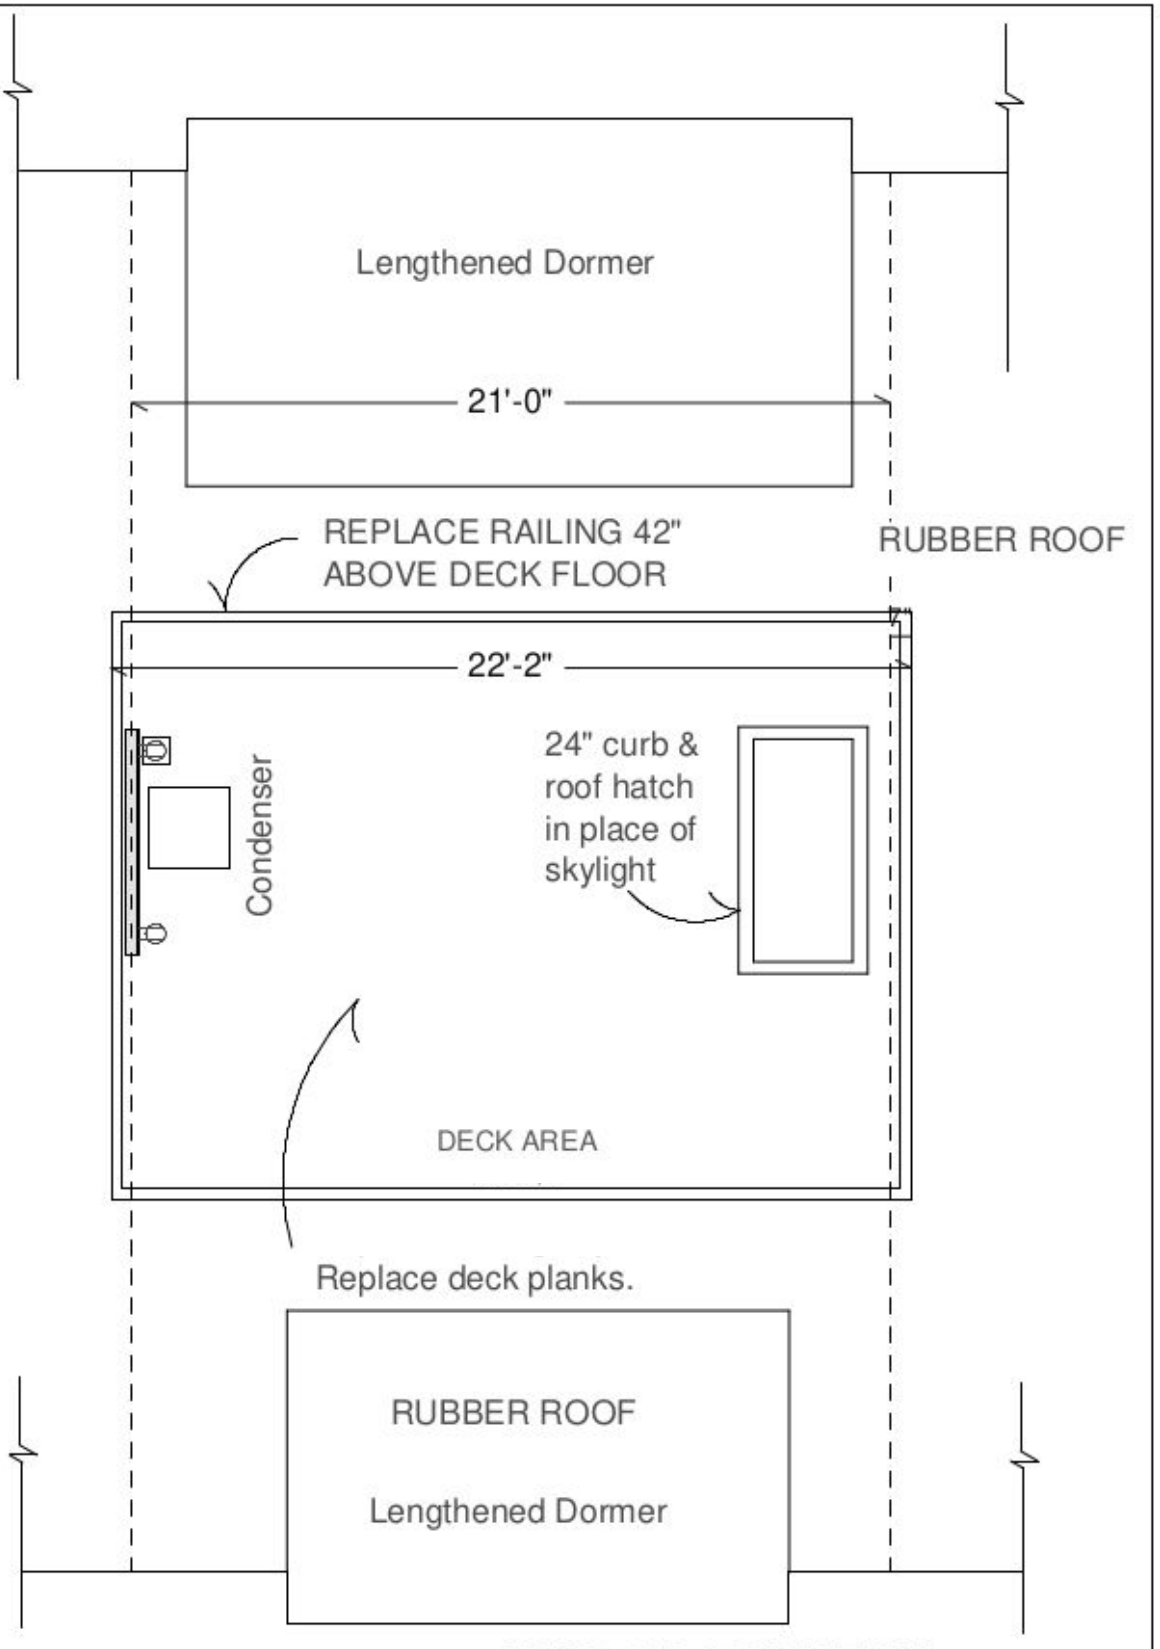 Lengthened Dormer
21'-0"
REPLACE RAILING 42"
ABOVE DECK FLOOR
RUBBER ROOF
7"
22'-2"
24" curb &
roof hatch
in place of
skylight
Condenser
DECK AREA
Replace deck planks.
RUBBER ROOF
Lengthened Dormer